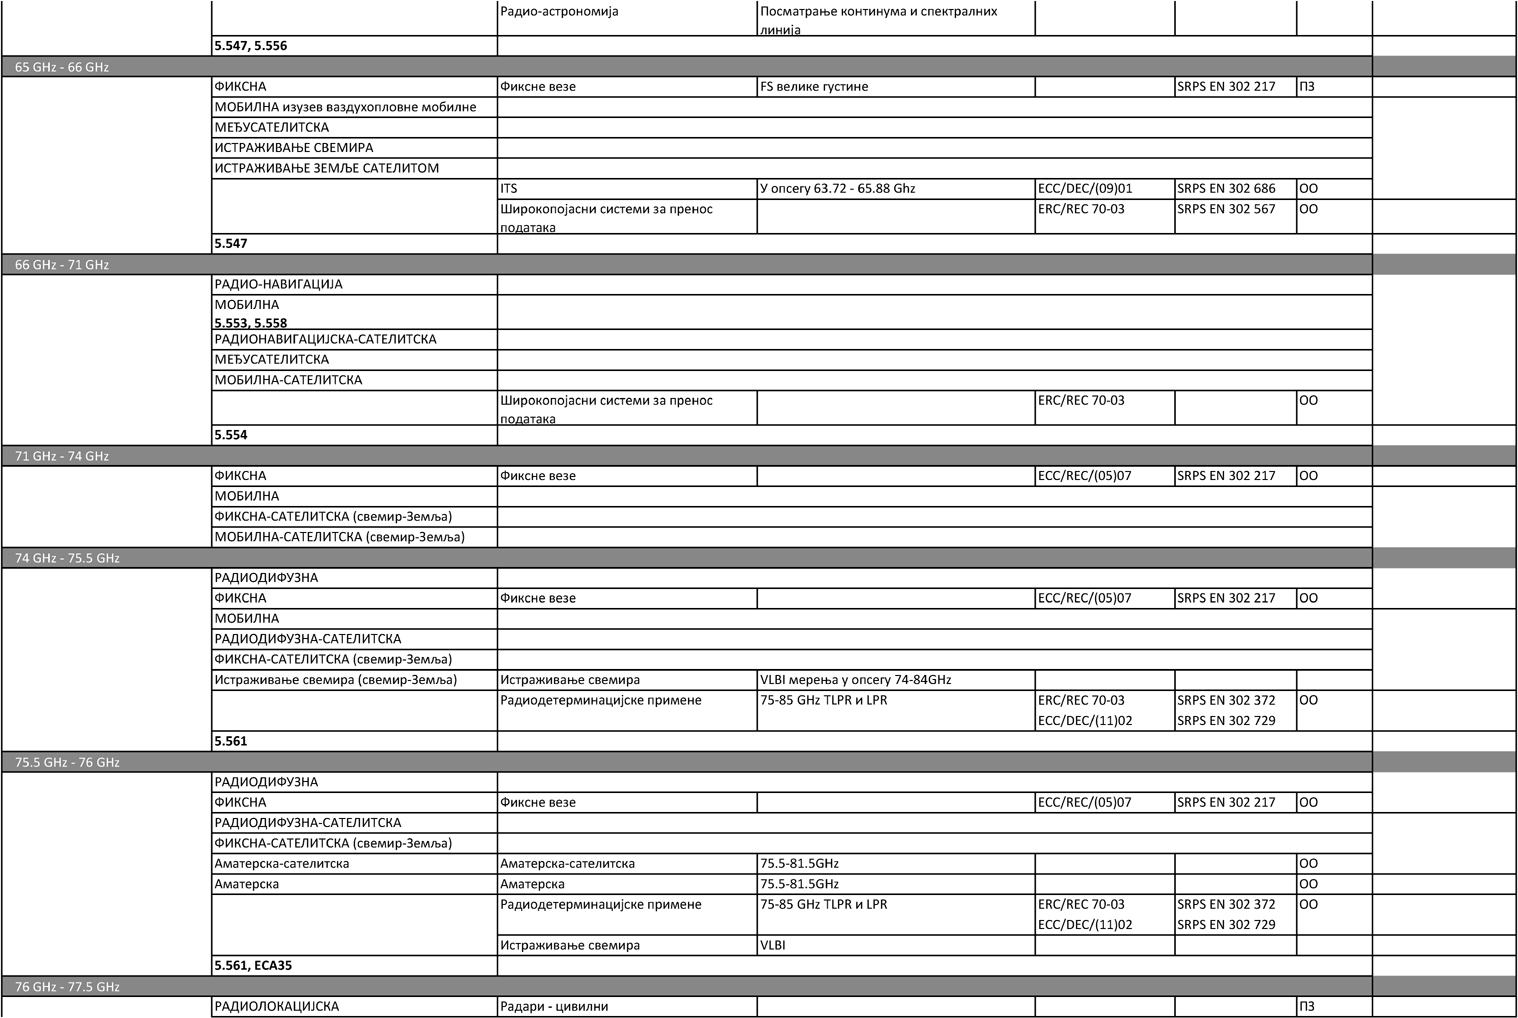 Радио-астрономија Посматрање континума и спектралних
линија
5.547, 5.556
65 GHz - 66 GHz
ФИКСНА Фиксне везе FS велике густине SRPS EN 302 217 ПЗ
МОБИЛНА изузев ваздухопловне мобилне
МЕЂУСАТЕЛИТСКА
ИСТРАЖИВАЊЕ СВЕМИРА
ИСТРАЖИВАЊЕ ЗЕМЉЕ САТЕЛИТОМ
ITS У опсегу 63.72 - 65.88 Ghz ECC/DEC/(09)01 SRPS EN 302 686 ОО
Широкопојасни системи за пренос ERC/REC 70-03 SRPS EN 302 567 ОО
података
5.547
66 GHz - 71 GHz
РАДИО-НАВИГАЦИЈА
МОБИЛНА
5.553, 5.558
РАДИОНАВИГАЦИЈСКА-САТЕЛИТСКА
МЕЂУСАТЕЛИТСКА
МОБИЛНА-САТЕЛИТСКА
Широкопојасни системи за пренос ERC/REC 70-03 ОО
података
5.554
71 GHz - 74 GHz
ФИКСНА Фиксне везе ECC/REC/(05)07 SRPS EN 302 217 ОО
МОБИЛНА
ФИКСНА-САТЕЛИТСКА (свемир-Земља)
МОБИЛНА-САТЕЛИТСКА (свемир-Земља)
74 GHz - 75.5 GHz
РАДИОДИФУЗНА
ФИКСНА Фиксне везе ECC/REC/(05)07 SRPS EN 302 217 ОО
МОБИЛНА
РАДИОДИФУЗНА-САТЕЛИТСКА
ФИКСНА-САТЕЛИТСКА (свемир-Земља)
Истраживање свемира (свемир-Земља) Истраживање свемира VLBI мерења у опсегу 74-84GHz
Радиодетерминацијске примене 75-85 GHz TLPR и LPR ERC/REC 70-03 SRPS EN 302 372 ОО
ECC/DEC/(11)02 SRPS EN 302 729
5.561
75.5 GHz - 76 GHz
РАДИОДИФУЗНА
ФИКСНА Фиксне везе ECC/REC/(05)07 SRPS EN 302 217 ОО
РАДИОДИФУЗНА-САТЕЛИТСКА
ФИКСНА-САТЕЛИТСКА (свемир-Земља)
Аматерска-сателитска Аматерска-сателитска 75.5-81.5GHz ОО
Аматерска Аматерска 75.5-81.5GHz ОО
Радиодетерминацијске примене 75-85 GHz TLPR и LPR ERC/REC 70-03 SRPS EN 302 372 ОО
ECC/DEC/(11)02 SRPS EN 302 729
Истраживање свемира VLBI
5.561, ECA35
76 GHz - 77.5 GHz
РАДИОЛОКАЦИЈСКА Радари - цивилни ПЗ